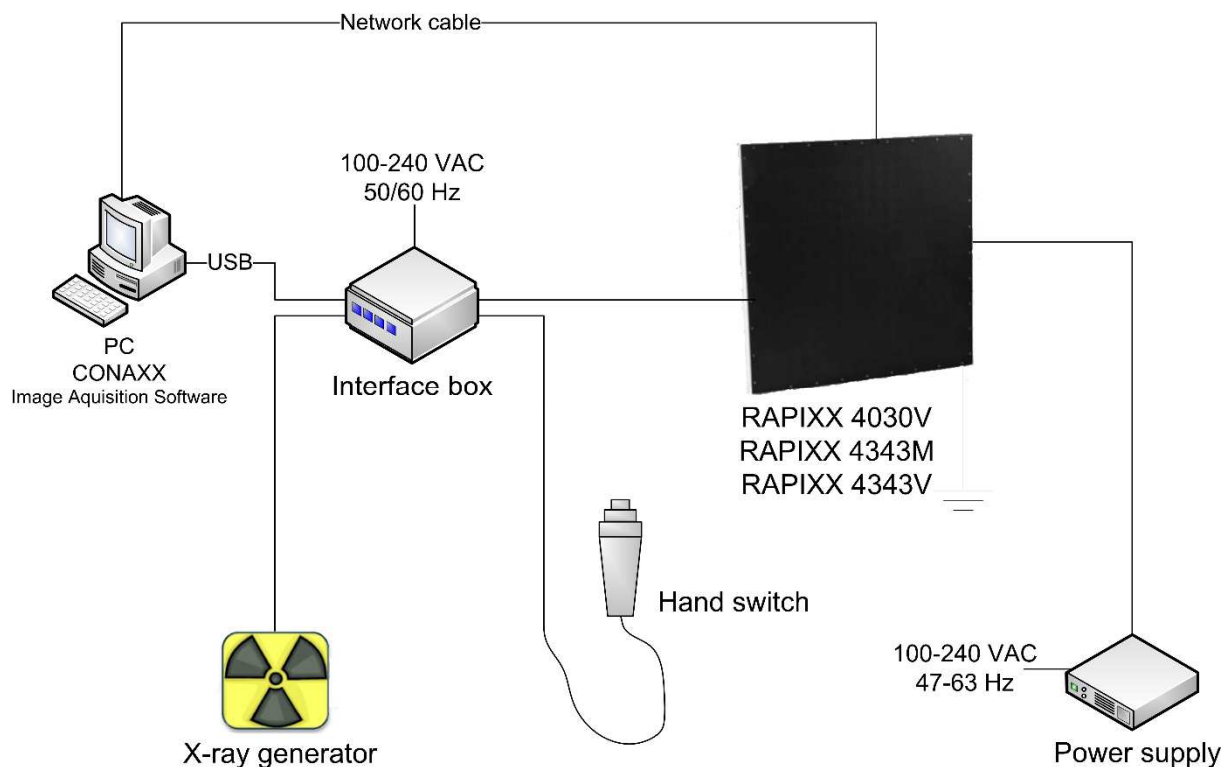 Network cable
100-240 VAC
50/60 Hz
USB
PC
CONAXX
Image Aquisition Software
Interface box
RAPIXX 4030V
RAPIXX 4343M
RAPIXX 4343V
Hand switch
100-240 VAC
47-63 Hz
X-ray generator
Power supply